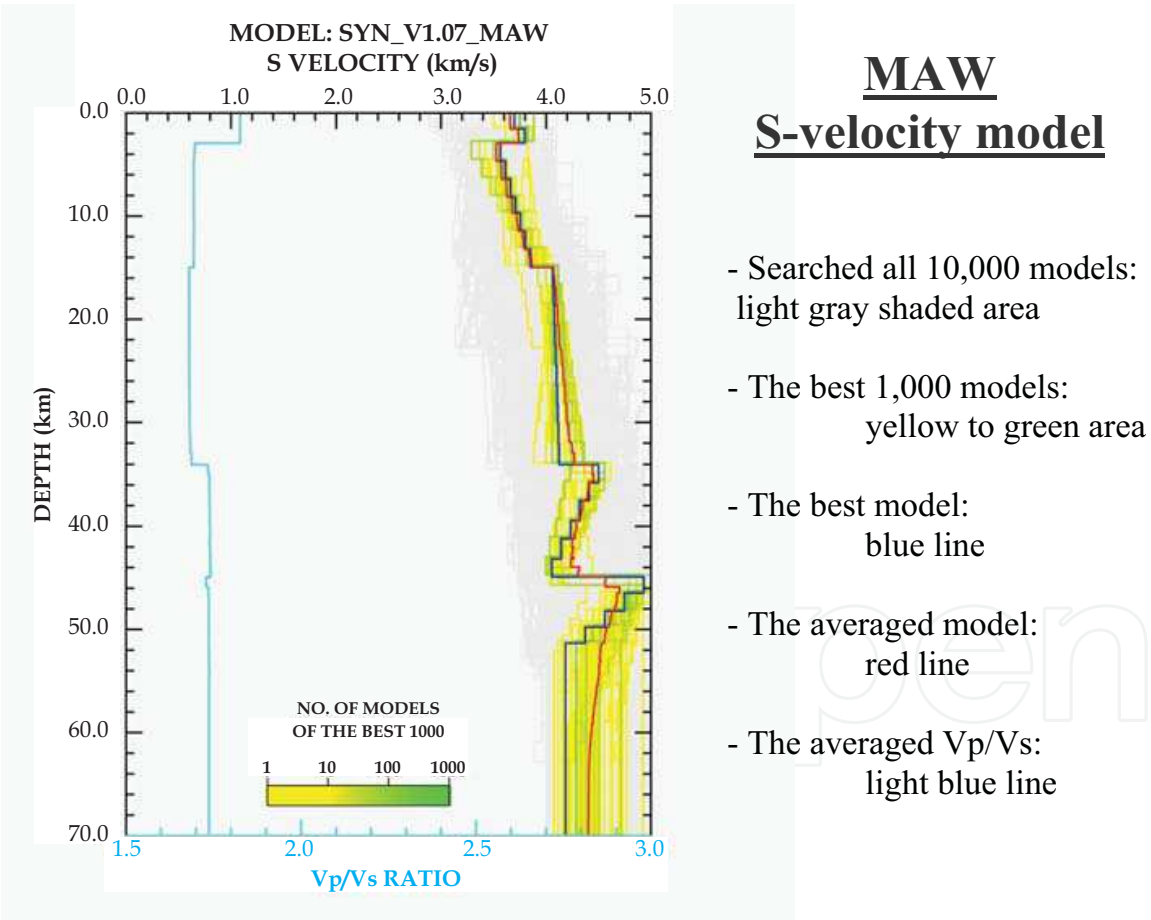 MODEL: SYN_V1.07_MAW
S VELOCITY (km/s)
0.0 1.0 2.0 3.0 4.0 5.0
0.0
10.0
20.0
30.0
40.0
50.0
60.0
70.0
DEPTH (km)
NO. OF MODELS
OF THE BEST 1000
1 10 100 1000
1.5 2.0 2.5 3.0
Vp/Vs RATIO
MAW
S-velocity model
- Searched all 10,000 models:
light gray shaded area
- The best 1,000 models:
yellow to green area
- The best model:
blue line
- The averaged model:
red line
- The averaged Vp/Vs:
light blue line
pen